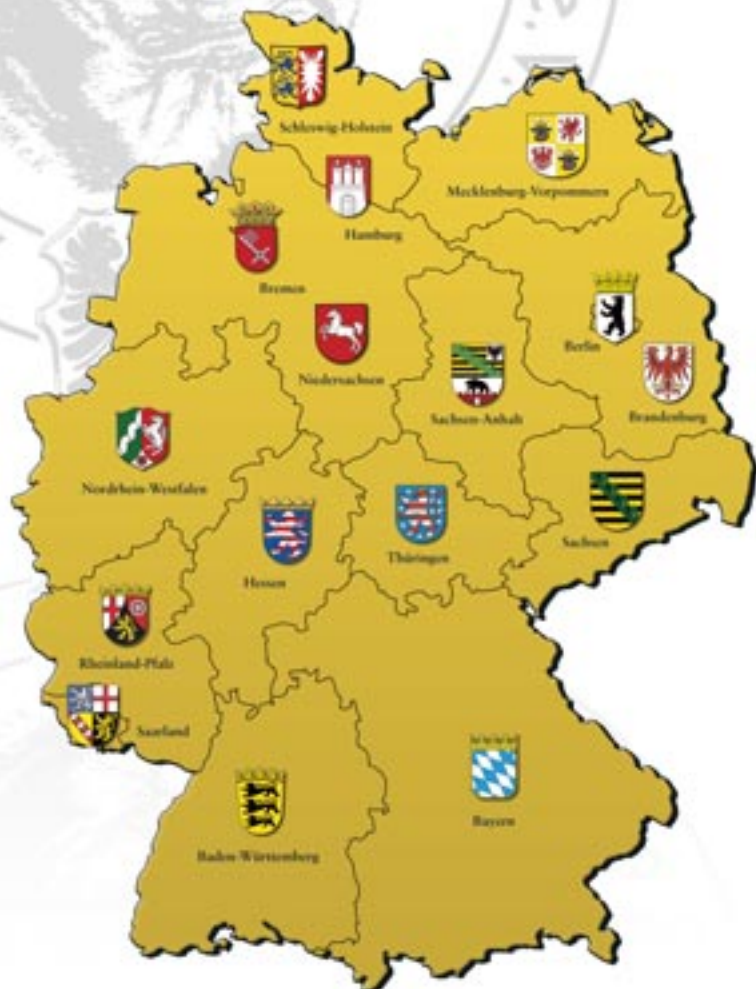 Schleswig-Holstein
Mecklenburg-Vorpommern
Hamburg
Bremen
Berlin
Niedersachsen
Sachsen-Anhalt
Brandenburg
Nordrhein-Westfalen
Sachsen
Thüringen
Hessen
Rheinland-Pfalz
Saarland
Bayern
Baden-Württemberg